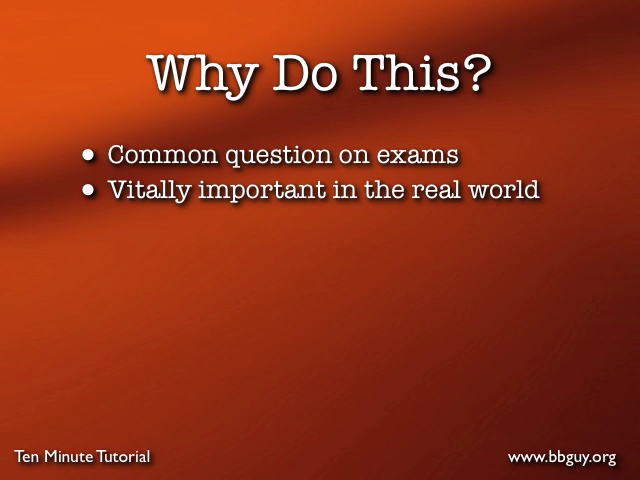 Why Do This?
• Common question on exams
• Vitally important in the real world
Ten Minute Tutorial
www.bbguy.org